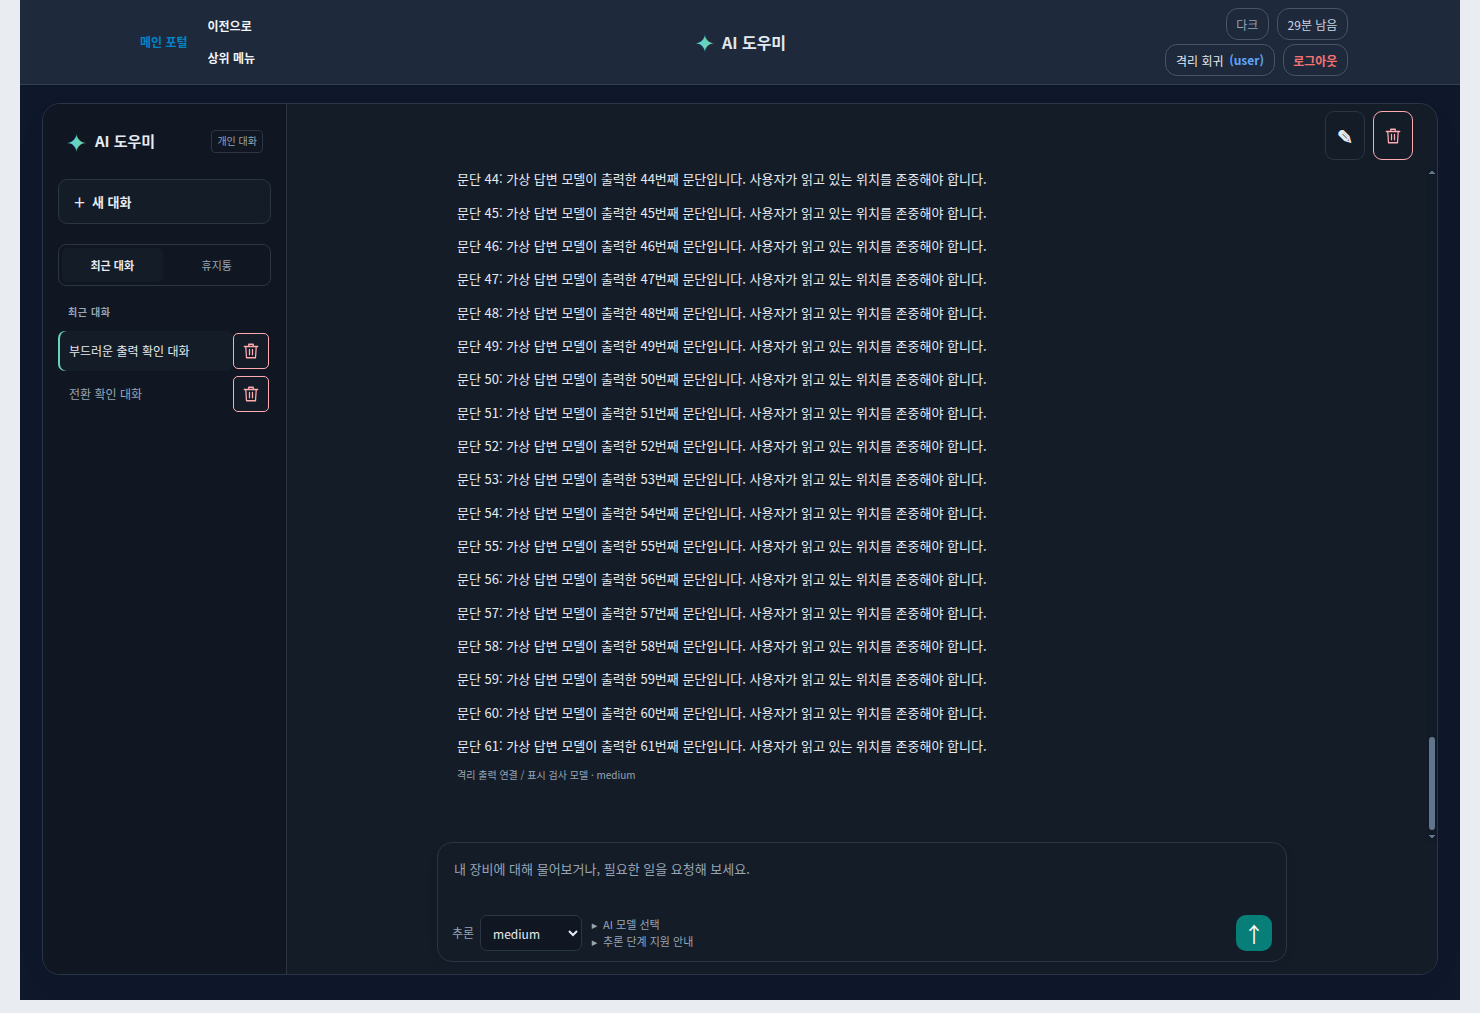 메인 포털
이전으로
상위 메뉴
AI 도우미
다크
29분 남음
격리 회귀 (user)
로그아웃
AI 도우미
개인 대화
+ 새 대화
최근 대화
휴지통
최근 대화
부드러운 출력 확인 대화
전환 확인 대화
문단 44: 가상 답변 모델이 출력한 44번째 문단입니다. 사용자가 읽고 있는 위치를 존중해야 합니다.
문단 45: 가상 답변 모델이 출력한 45번째 문단입니다. 사용자가 읽고 있는 위치를 존중해야 합니다.
문단 46: 가상 답변 모델이 출력한 46번째 문단입니다. 사용자가 읽고 있는 위치를 존중해야 합니다.
문단 47: 가상 답변 모델이 출력한 47번째 문단입니다. 사용자가 읽고 있는 위치를 존중해야 합니다.
문단 48: 가상 답변 모델이 출력한 48번째 문단입니다. 사용자가 읽고 있는 위치를 존중해야 합니다.
문단 49: 가상 답변 모델이 출력한 49번째 문단입니다. 사용자가 읽고 있는 위치를 존중해야 합니다.
문단 50: 가상 답변 모델이 출력한 50번째 문단입니다. 사용자가 읽고 있는 위치를 존중해야 합니다.
문단 51: 가상 답변 모델이 출력한 51번째 문단입니다. 사용자가 읽고 있는 위치를 존중해야 합니다.
문단 52: 가상 답변 모델이 출력한 52번째 문단입니다. 사용자가 읽고 있는 위치를 존중해야 합니다.
문단 53: 가상 답변 모델이 출력한 53번째 문단입니다. 사용자가 읽고 있는 위치를 존중해야 합니다.
문단 54: 가상 답변 모델이 출력한 54번째 문단입니다. 사용자가 읽고 있는 위치를 존중해야 합니다.
문단 55: 가상 답변 모델이 출력한 55번째 문단입니다. 사용자가 읽고 있는 위치를 존중해야 합니다.
문단 56: 가상 답변 모델이 출력한 56번째 문단입니다. 사용자가 읽고 있는 위치를 존중해야 합니다.
문단 57: 가상 답변 모델이 출력한 57번째 문단입니다. 사용자가 읽고 있는 위치를 존중해야 합니다.
문단 58: 가상 답변 모델이 출력한 58번째 문단입니다. 사용자가 읽고 있는 위치를 존중해야 합니다.
문단 59: 가상 답변 모델이 출력한 59번째 문단입니다. 사용자가 읽고 있는 위치를 존중해야 합니다.
문단 60: 가상 답변 모델이 출력한 60번째 문단입니다. 사용자가 읽고 있는 위치를 존중해야 합니다.
문단 61: 가상 답변 모델이 출력한 61번째 문단입니다. 사용자가 읽고 있는 위치를 존중해야 합니다.
격리 출력 연결 / 표시 검사 모델 · medium
내 장비에 대해 물어보거나, 필요한 일을 요청해 보세요.
추론
medium
▸ AI 모델 선택
▸ 추론 단계 지원 안내